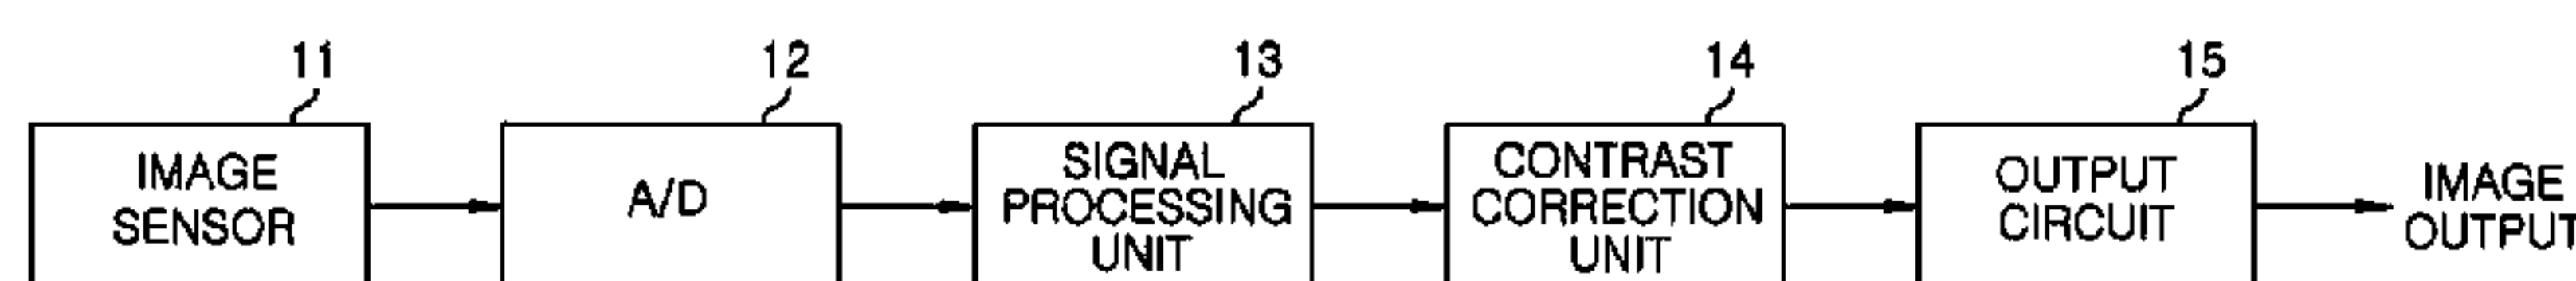 11
12
13
14
15
IMAGE
SENSOR
A/D
SIGNAL
PROCESSING
UNIT
CONTRAST
CORRECTION
UNIT
OUTPUT
CIRCUIT
IMAGE
OUTPUT